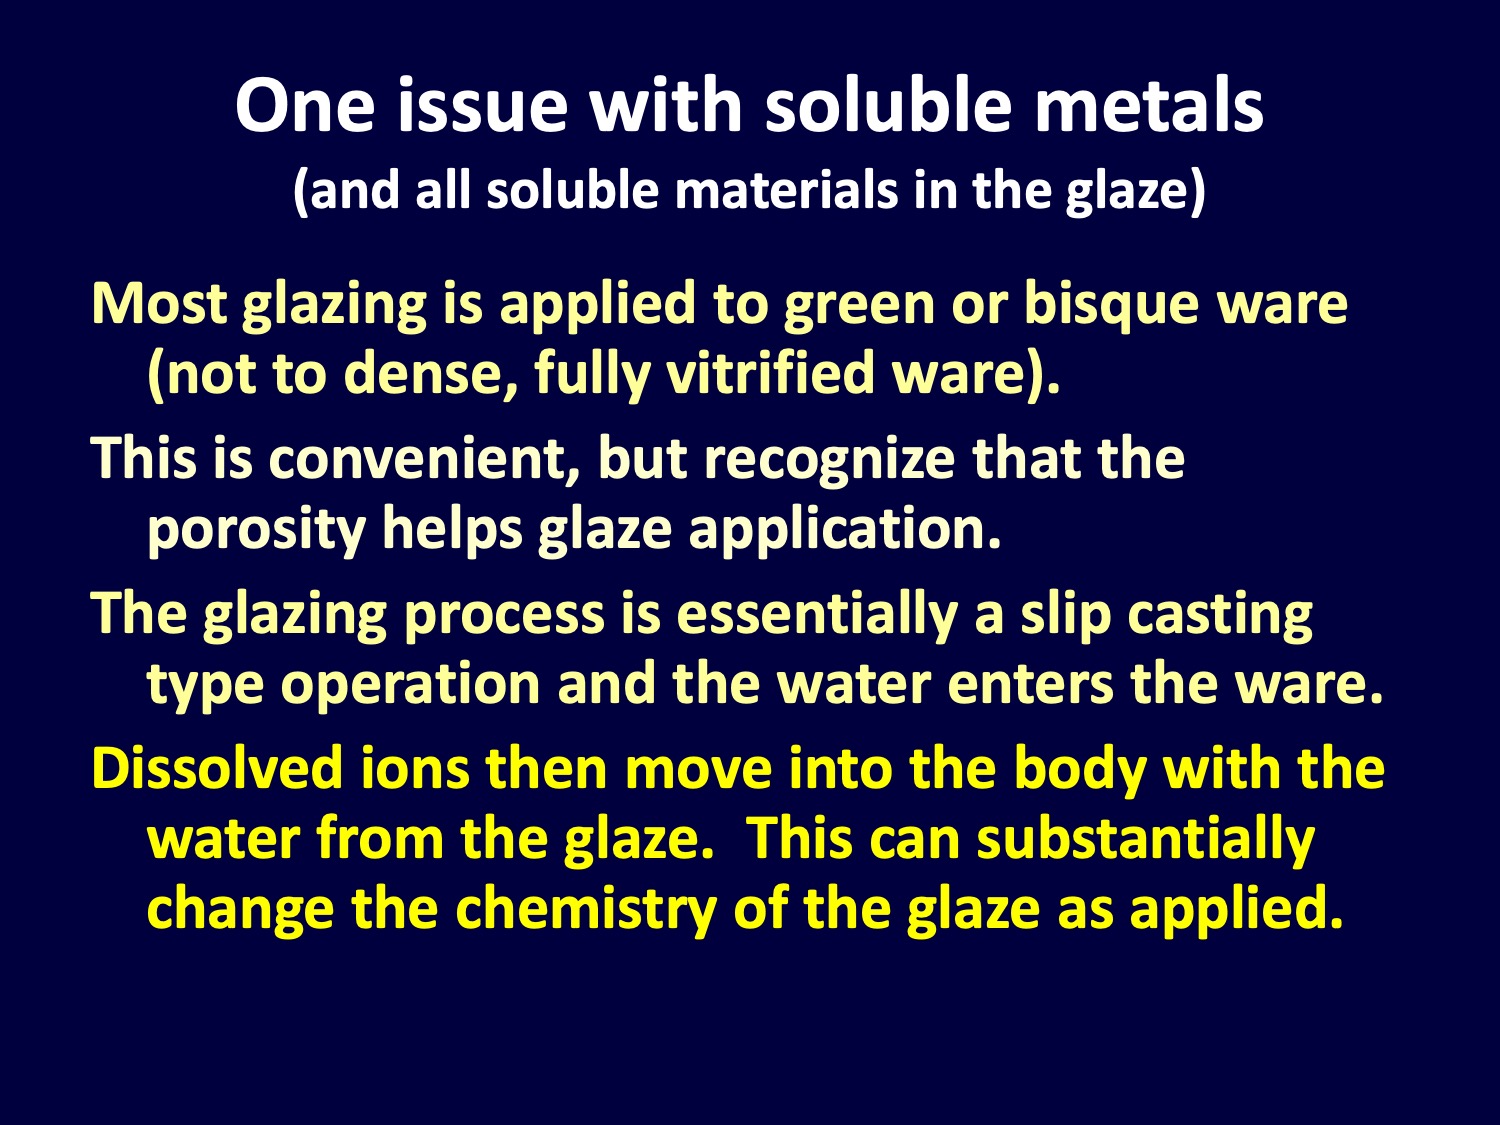 One issue with soluble metals
(and all soluble materials in the glaze)
Most glazing is applied to green or bisque ware
(not to dense, fully vitrified ware).
This is convenient, but recognize that the
porosity helps glaze application.
The glazing process is essentially a slip casting
type operation and the water enters the ware.
Dissolved ions then move into the body with the
water from the glaze.  This can substantially
change the chemistry of the glaze as applied.